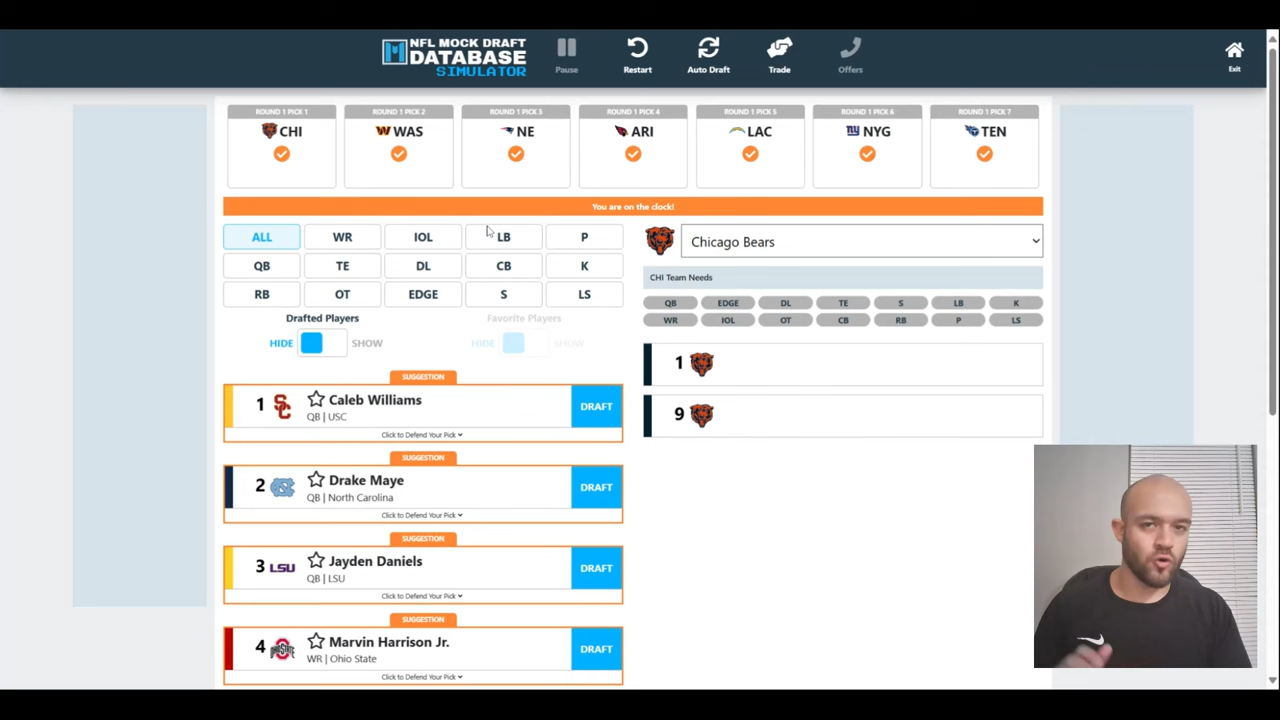 NFL MOCK DRAFT
DATABASE
SIMULATOR
Pause
Restart
Auto Draft
Trade
Offers
Exit
ROUND 1 PICK 1
ROUND 1 PICK 2
ROUND 1 PICK 3
ROUND 1 PICK 4
ROUND 1 PICK 5
ROUND 1 PICK 6
ROUND 1 PICK 7
CHI
WAS
NE
ARI
LAC
NYG
TEN
You are on the clock!
ALL
WR
IOL
LB
P
QB
TE
DL
CB
K
RB
OT
EDGE
S
LS
Drafted Players
HIDE
SHOW
Favorite Players
HIDE
SHOW
Chicago Bears
CHI Team Needs
QB
EDGE
DL
TE
S
LB
K
WR
IOL
OT
CB
RB
P
LS
1
9
SUGGESTION
1
SC
Caleb Williams
QB | USC
DRAFT
Click to Defend Your Pick
SUGGESTION
2
Drake Maye
QB | North Carolina
DRAFT
Click to Defend Your Pick
SUGGESTION
3
LSU
Jayden Daniels
QB | LSU
DRAFT
Click to Defend Your Pick
SUGGESTION
4
OHIO STATE
Marvin Harrison Jr.
WR | Ohio State
DRAFT
Click to Defend Your Pick